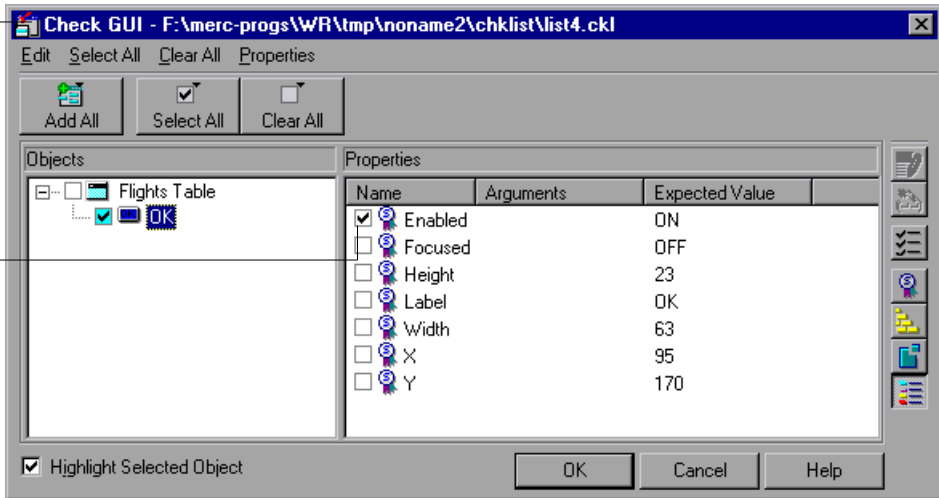 Check GUI - F:\merc-progs\WR\tmp\noname2\chklist\list4.ckl
Edit Select All Clear All Properties
Add All Select All Clear All
Objects Properties
Flights Table
OK
Name Arguments Expected Value
Enabled ON
Focused OFF
Height 23
Label OK
Width 63
X 95
Y 170
Highlight Selected Object
OK Cancel Help